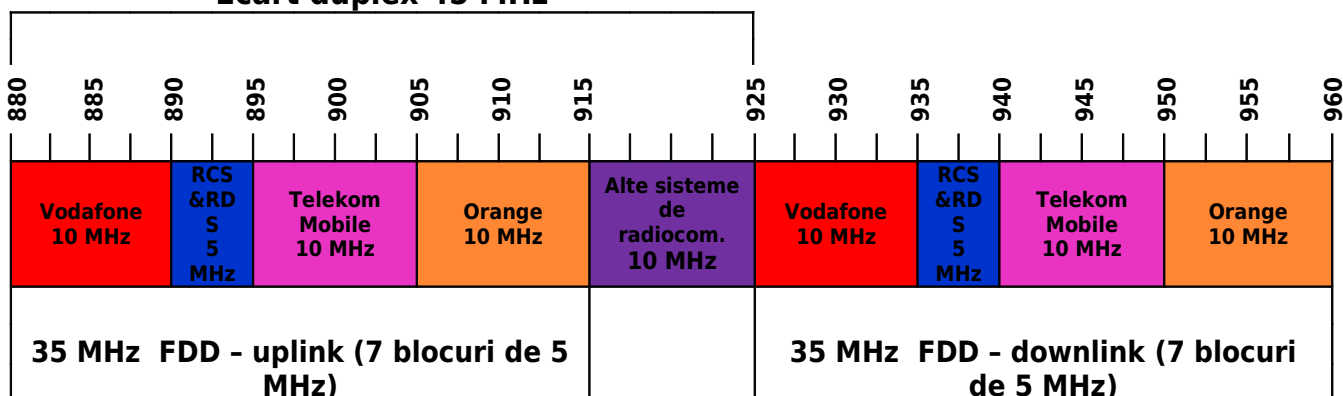 Ecart duplex 45 MHz
880 885 890 895 900 905 910 915 925 930 935 940 945 950 955 960
Vodafone
10 MHz
RCS
&RD
S
5
MHz
Telekom
Mobile
10 MHz
Orange
10 MHz
Alte sisteme
de
radiocom.
10 MHz
Vodafone
10 MHz
RCS
&RD
S
5
MHz
Telekom
Mobile
10 MHz
Orange
10 MHz
35 MHz FDD – uplink (7 blocuri de 5
MHz)
35 MHz FDD – downlink (7 blocuri
de 5 MHz)